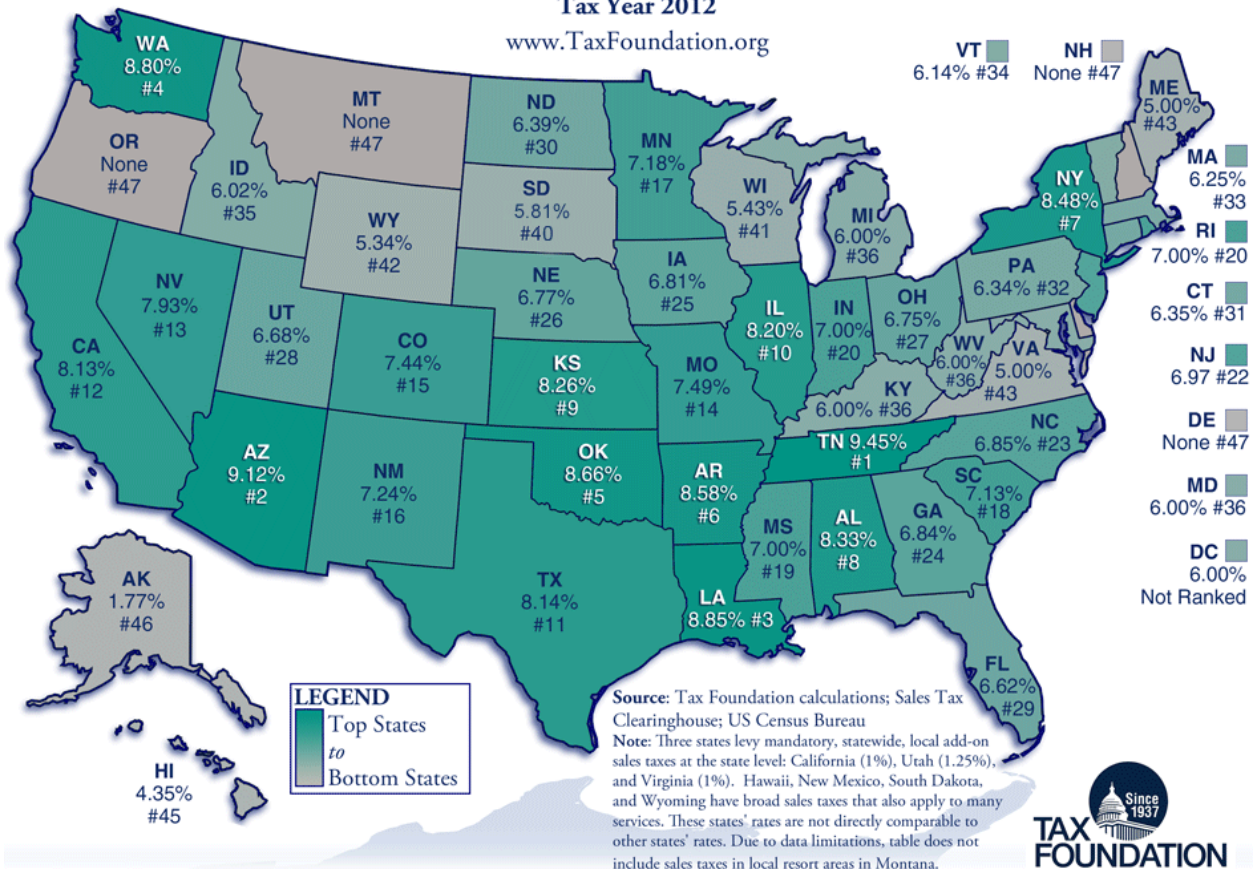 Tax Year 2012
www.TaxFoundation.org
WA
8.80%
#4
OR
None
#47
MT
None
#47
ID
6.02%
#35
WY
5.34%
#42
ND
6.39%
#30
SD
5.81%
#40
MN
7.18%
#17
WI
5.43%
#41
MI
6.00%
#36
VT
6.14% #34
NH
None #47
ME
5.00%
#43
NY
8.48%
#7
MA
6.25%
#33
RI
7.00% #20
CT
6.35% #31
NJ
6.97 #22
DE
None #47
MD
6.00% #36
DC
6.00%
Not Ranked
CA
8.13%
#12
NV
7.93%
#13
UT
6.68%
#28
CO
7.44%
#15
NE
6.77%
#26
KS
8.26%
#9
IA
6.81%
#25
MO
7.49%
#14
IL
8.20%
#10
IN
7.00%
#20
OH
6.75%
#27
PA
6.34% #32
WV
6.00%
#36
VA
5.00%
#43
KY
6.00% #36
AZ
9.12%
#2
NM
7.24%
#16
OK
8.66%
#5
AR
8.58%
#6
TN 9.45%
#1
NC
6.85% #23
SC
7.13%
#18
TX
8.14%
#11
LA
8.85% #3
MS
7.00%
#19
AL
8.33%
#8
GA
6.84%
#24
FL
6.62%
#29
AK
1.77%
#46
HI
4.35%
#45
LEGEND
Top States
to
Bottom States
Source: Tax Foundation calculations; Sales Tax
Clearinghouse; US Census Bureau
Note: Three states levy mandatory, statewide, local add-on
sales taxes at the state level: California (1%), Utah (1.25%),
and Virginia (1%). Hawaii, New Mexico, South Dakota,
and Wyoming have broad sales taxes that also apply to many
services. These states' rates are not directly comparable to
other states' rates. Due to data limitations, table does not
include sales taxes in local resort areas in Montana.
Since
1937
TAX
FOUNDATION